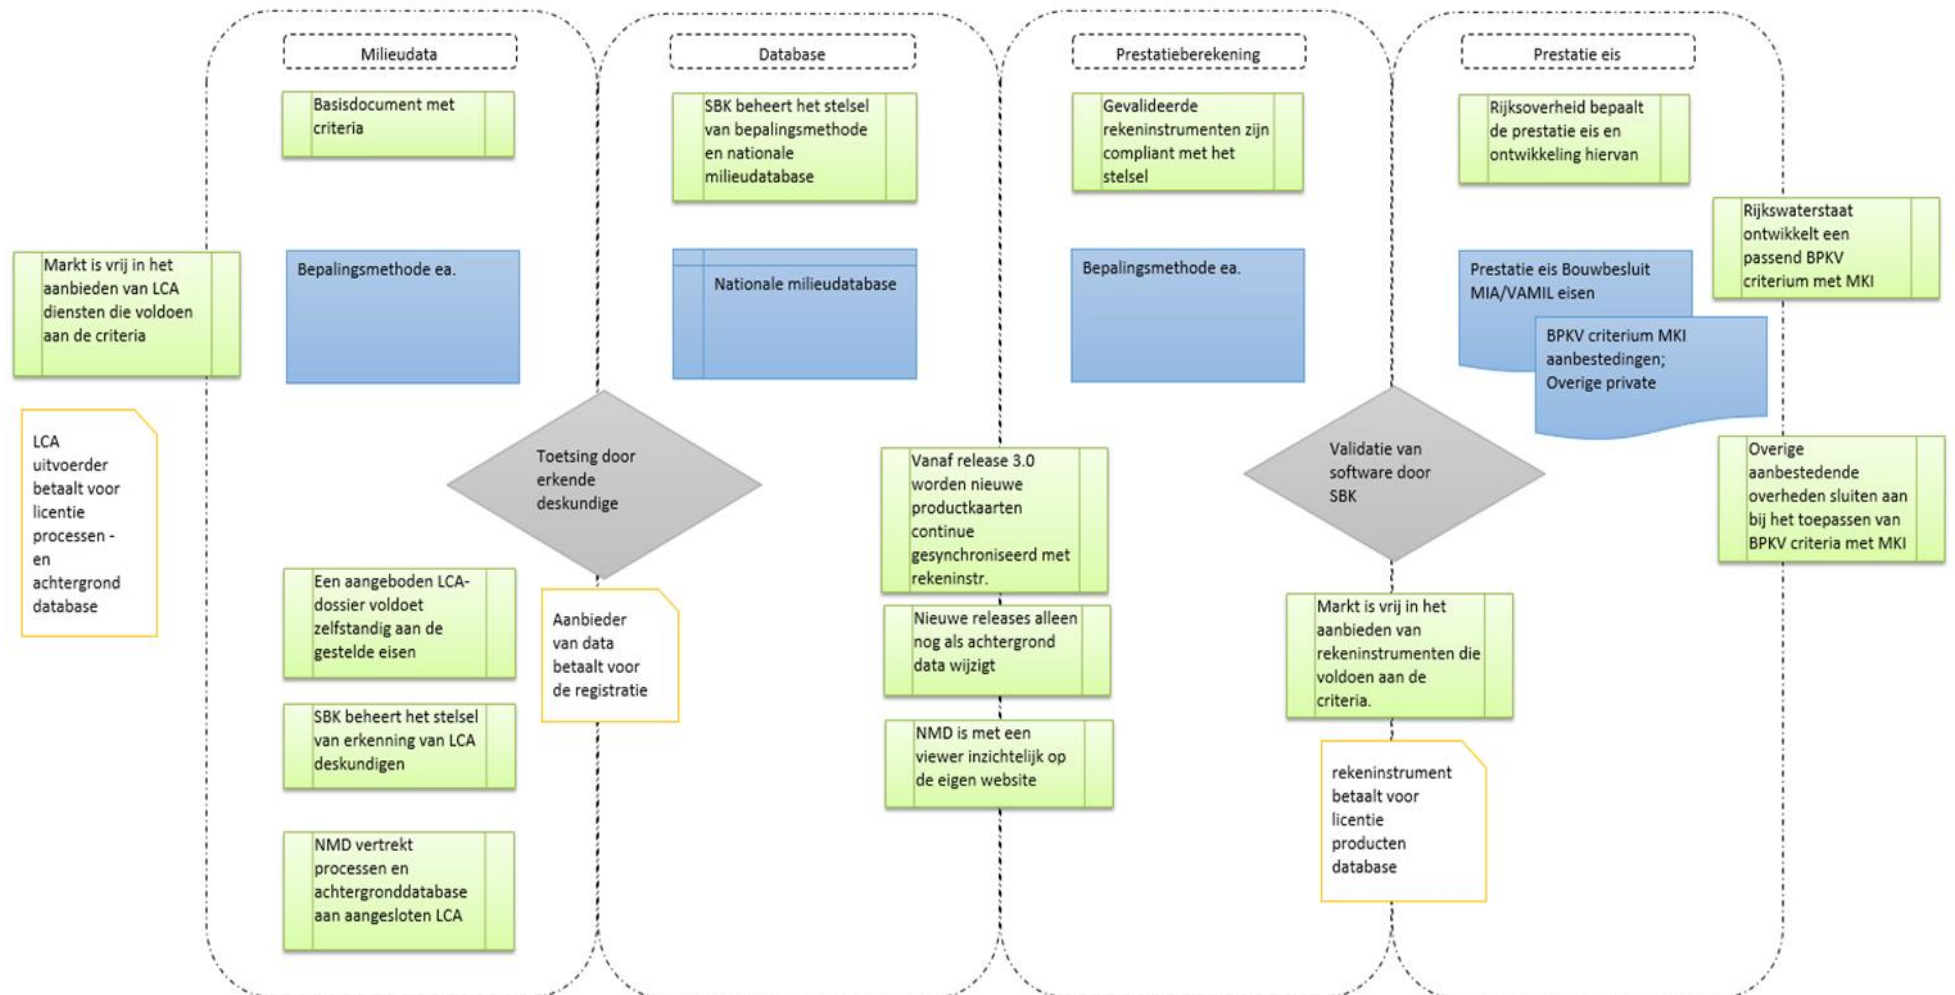 Milieudata
Database
Prestatieberekening
Prestatie eis
Basisdocument met
criteria
SBK beheert het stelsel
van bepalingsmethode
en nationale
milieudatabase
Gevalideerde
rekeninstrumenten zijn
compliant met het
stelsel
Rijksoverheid bepaalt
de prestatie eis en
ontwikkeling hiervan
Rijkswaterstaat
ontwikkelt een
passend BPKV
criterium met MKI
Markt is vrij in het
aanbieden van LCA
diensten die voldoen
aan de criteria
Bepalingsmethode ea.
Nationale milieudatabase
Bepalingsmethode ea.
Prestatie eis Bouwbesluit
MIA/VAMIL eisen
BPKV criterium MKI
aanbestedingen;
Overige private
LCA
uitvoerder
betaalt voor
licentie
processen -
en
achtergrond
database
Toetsing door
erkende
deskundige
Vanaf release 3.0
worden nieuwe
productkaarten
continue
gesynchroniseerd met
rekeninstr.
Validatie van
software door
SBK
Overige
aanbestedende
overheden sluiten aan
bij het toepassen van
BPKV criteria met MKI
Een aangeboden LCA-
dossier voldoet
zelfstandig aan de
gestelde eisen
Aanbieder
van data
betaalt voor
de registratie
Nieuwe releases alleen
nog als achtergrond
data wijzigt
Markt is vrij in het
aanbieden van
rekeninstrumenten die
voldoen aan de
criteria.
SBK beheert het stelsel
van erkenning van LCA
deskundigen
NMD is met een
viewer inzichtelijk op
de eigen website
rekeninstrument
betaalt voor
licentie
producten
database
NMD vertrekt
processen en
achtergronddatabase
aan aangesloten LCA